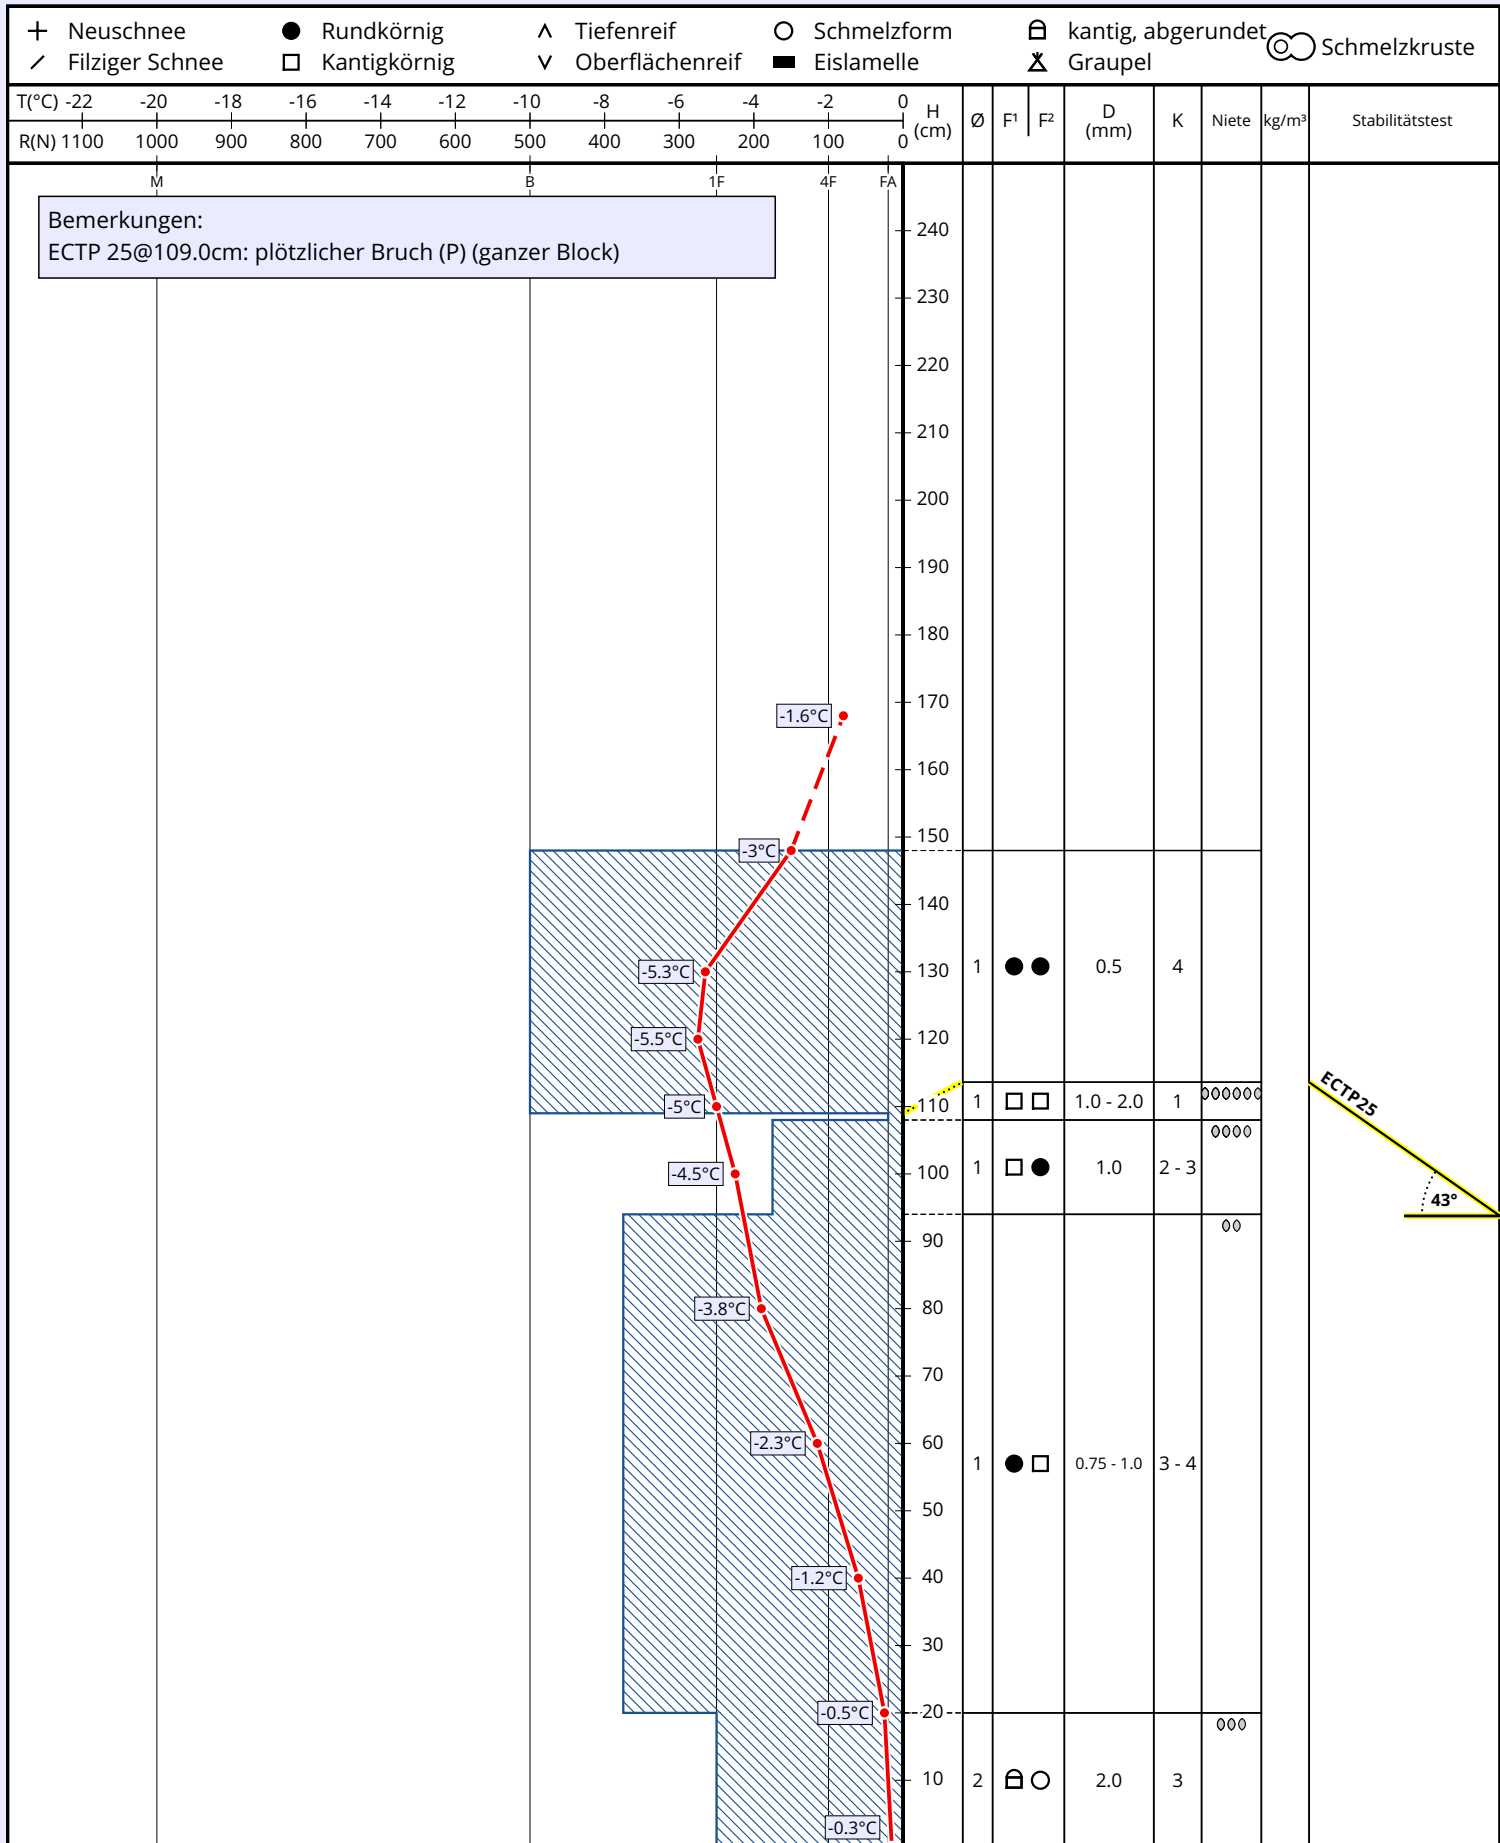 Neuschnee Rundkörnig Tiefenreif Schmelzform kantig, abgerundet Schmelzkruste
Filziger Schnee Kantigkörnig Oberflächenreif Eislamelle Graupel
T(°C) -22 -20 -18 -16 -14 -12 -10 -8 -6 -4 -2 0
R(N) 1100 1000 900 800 700 600 500 400 300 200 100 0
H (cm) Ø F¹ F² D (mm) K Niete kg/m³ Stabilitätstest
M B 1F 4F FA
Bemerkungen:
ECTP 25@109.0cm: plötzlicher Bruch (P) (ganzer Block)
240
230
220
210
200
190
180
170
-1.6°C
160
150
-3°C
140
-5.3°C 130 1 0.5 4
-5.5°C 120
ECTP25
-5°C 110 1 1.0 - 2.0 1
-4.5°C 100 1 1.0 2 - 3
43°
90
-3.8°C 80
70
-2.3°C 60
1 0.75 - 1.0 3 - 4
50
-1.2°C 40
30
-0.5°C 20
10 2 2.0 3
-0.3°C